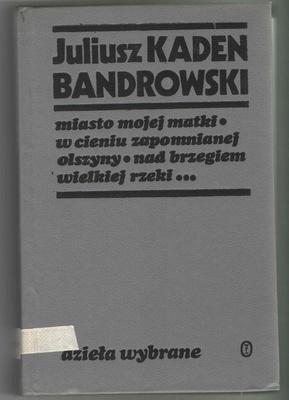 Juliusz KADEN
BANDROWSKI
miasto mojej matki •
w cieniu zapomnianej
olszyny • nad brzegiem
wielkiej rzeki •••
dzieła wybrane